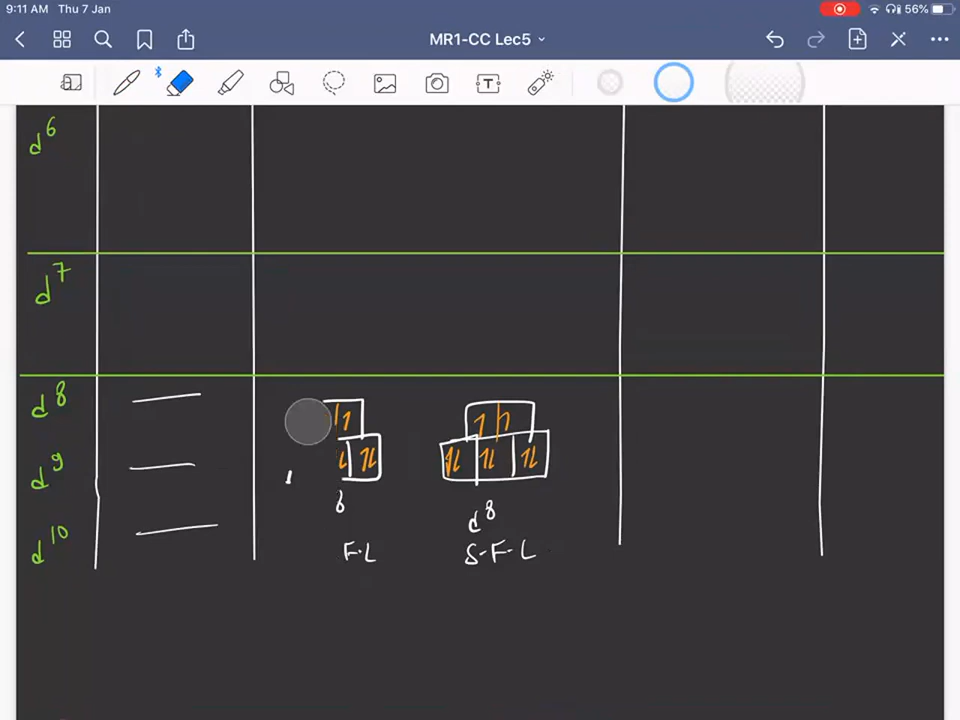 9:11 AM Thu 7 Jan
56%
MR1-CC Lec5
d⁶
d⁷
d⁸
d⁹
d¹⁰
d⁸
F.L
S-F-L